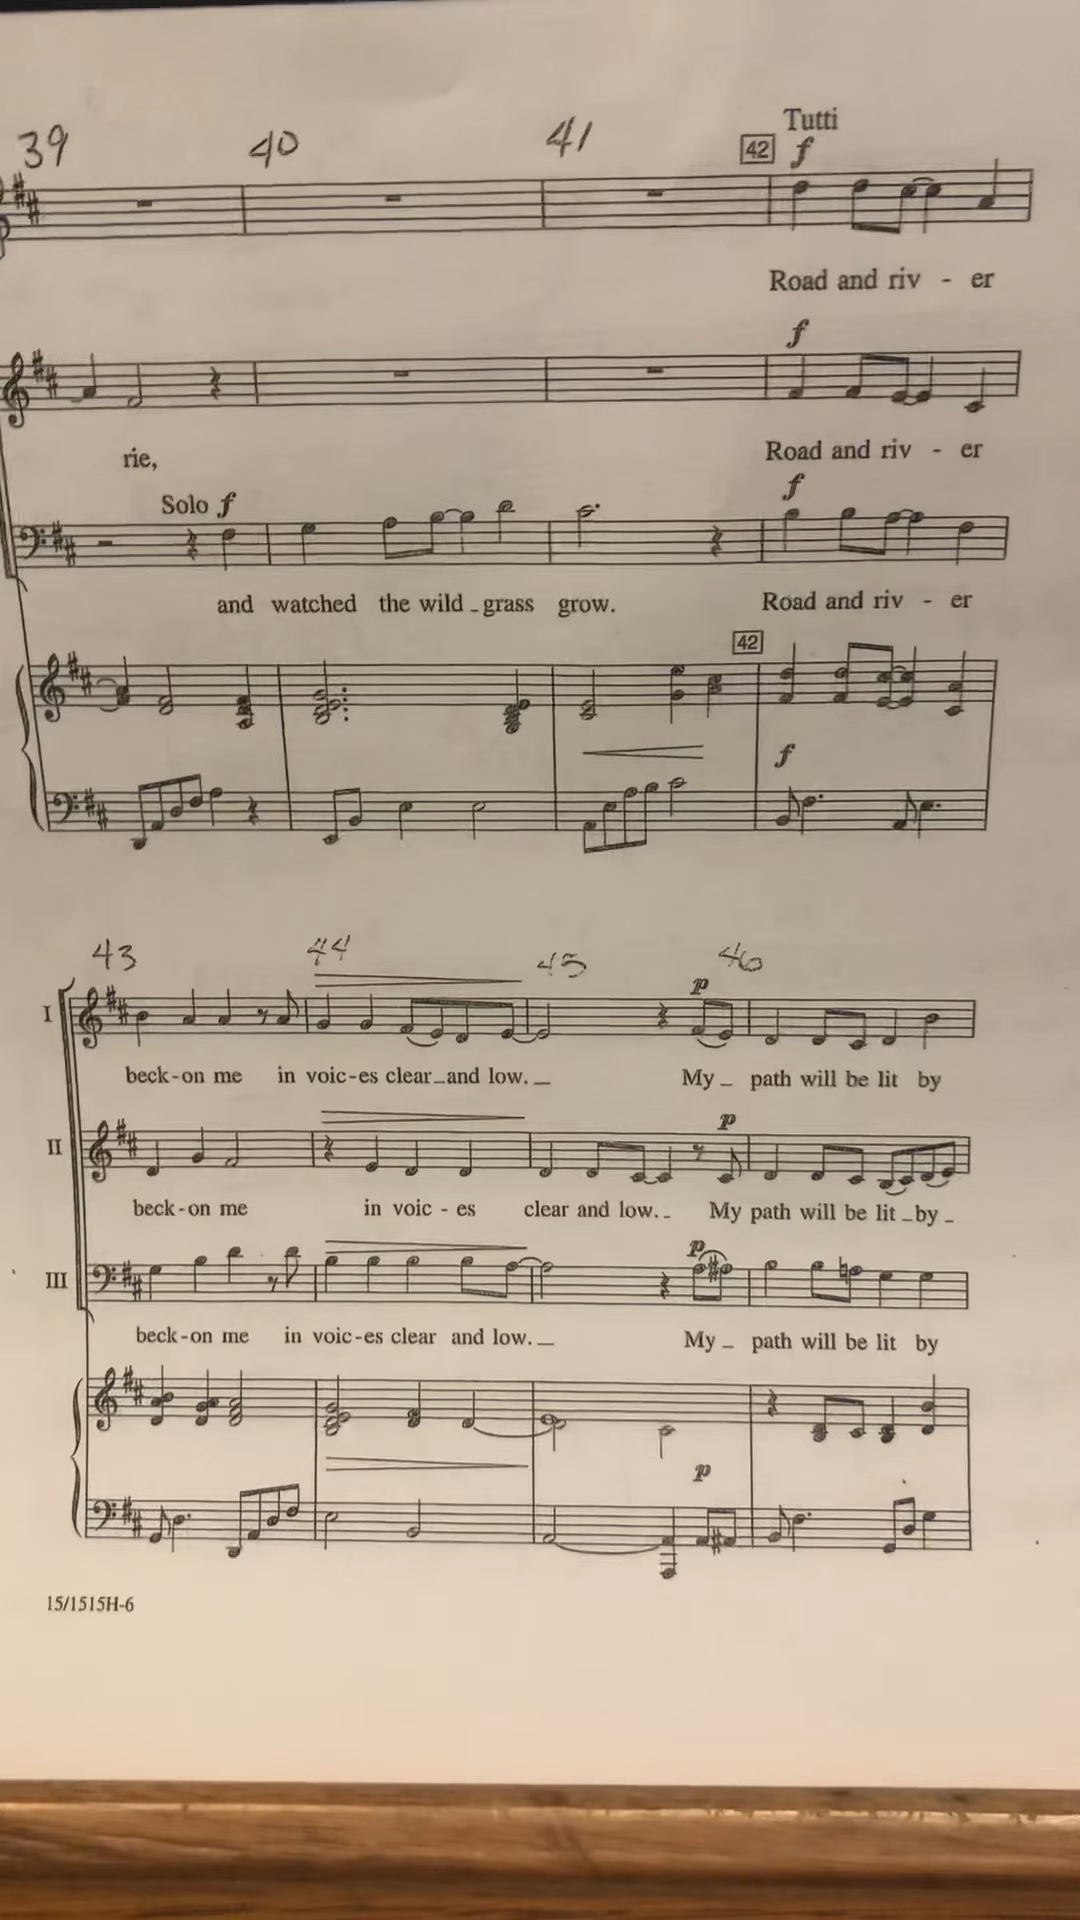 39 40 41
Tutti
42 f
Road and riv - er
f
rie, Road and riv - er
Solo f f
and watched the wild _ grass grow. Road and riv - er
42
f
43 44 45 46
p
I
beck-on me in voic-es clear_and low._ My_ path will be lit by
p
II
beck-on me in voic - es clear and low._ My path will be lit _ by _
p
III
beck-on me in voic-es clear and low._ My_ path will be lit by
p
15/1515H-6